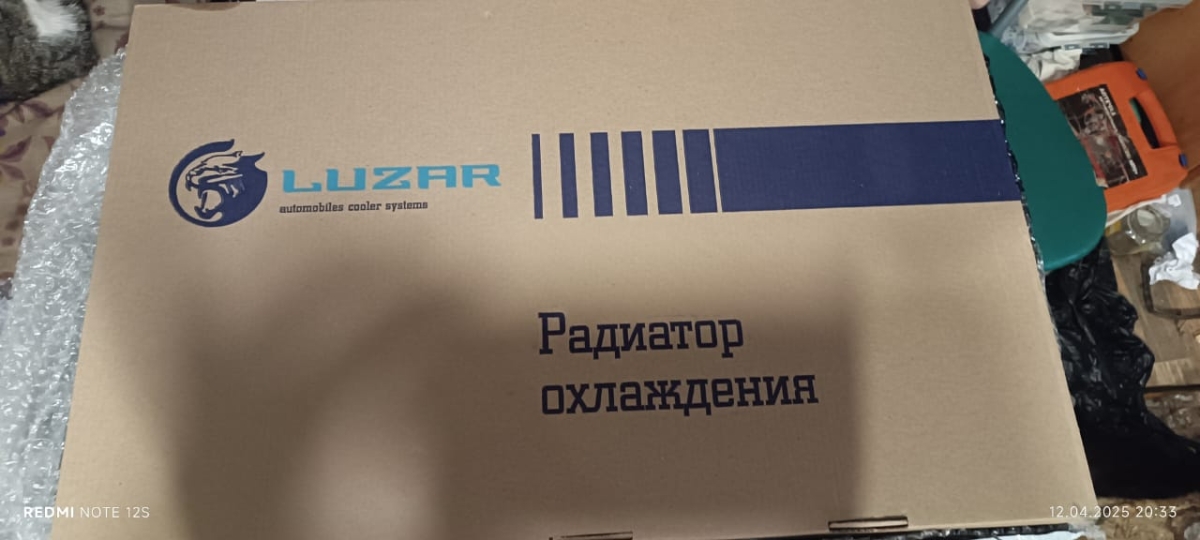 LUZAR
automobiles cooler systems
Радиатор
охлаждения
REDMI NOTE 12S
12.04.2025 20:33